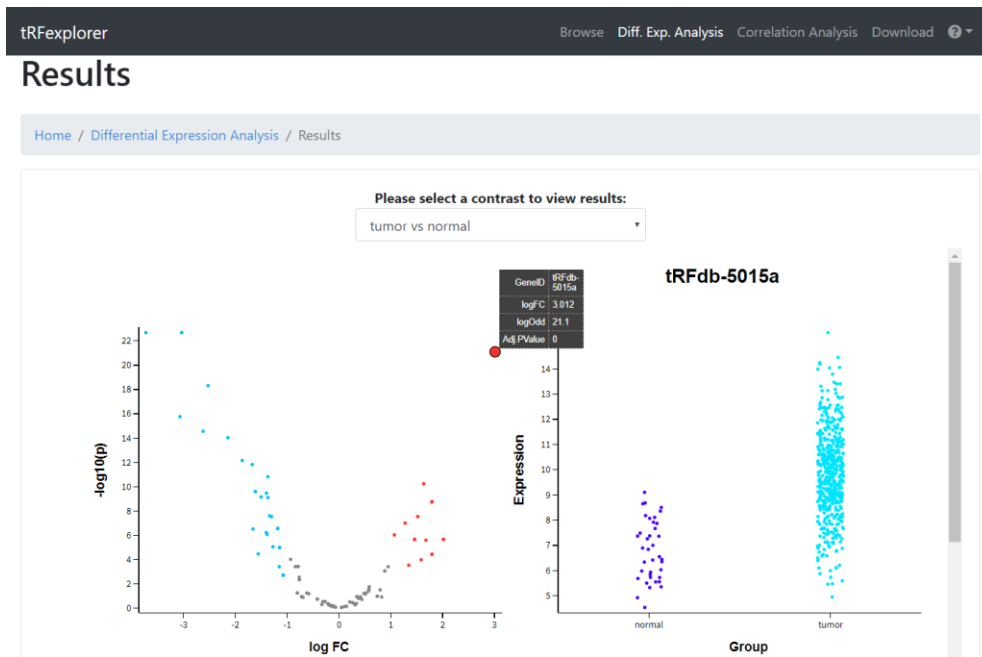 tRFexplorer
Browse Diff. Exp. Analysis Correlation Analysis Download ?
Results
Home / Differential Expression Analysis / Results
Please select a contrast to view results:
tumor vs normal
GeneID tRFdb-
5015a
logFC 3.012
logOdd 21.1
Adj.PValue 0
-log10(p)
22
20
18
16
14
12
10
8
6
4
2
0
-3 -2 -1 0 1 2 3
log FC
tRFdb-5015a
Expression
14
13
12
11
10
9
8
7
6
5
normal tumor
Group